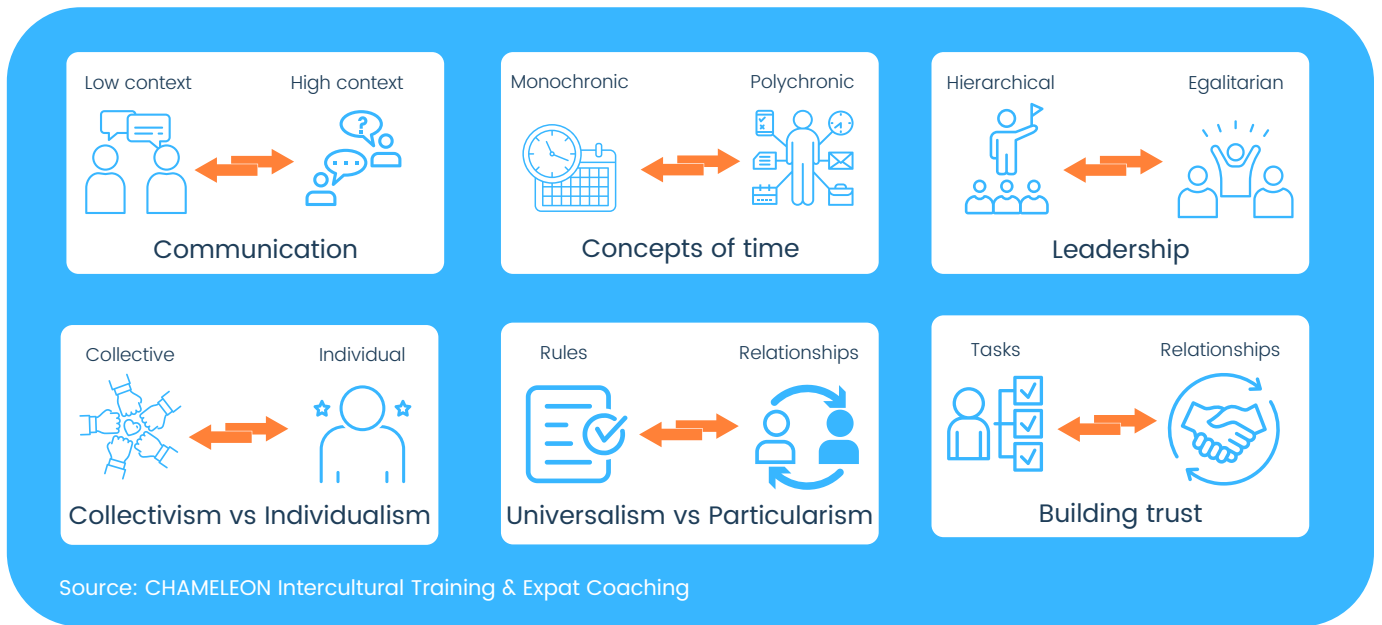 Low context
High context
?
Communication
Monochronic
Polychronic
Concepts of time
Hierarchical
Egalitarian
Leadership
Collective
Individual
Collectivism vs Individualism
Rules
Relationships
Universalism vs Particularism
Tasks
Relationships
Building trust
Source: CHAMELEON Intercultural Training & Expat Coaching